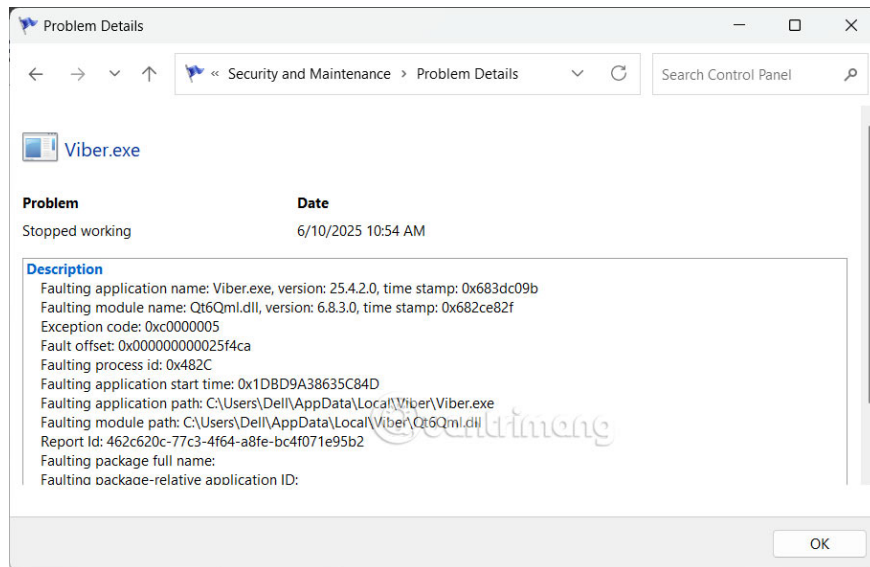 Problem Details
« Security and Maintenance > Problem Details
Search Control Panel
Viber.exe
Problem Date
Stopped working 6/10/2025 10:54 AM
Description
Faulting application name: Viber.exe, version: 25.4.2.0, time stamp: 0x683dc09b
Faulting module name: Qt6Qml.dll, version: 6.8.3.0, time stamp: 0x682ce82f
Exception code: 0xc0000005
Fault offset: 0x000000000025f4ca
Faulting process id: 0x482C
Faulting application start time: 0x1DBD9A38635C84D
Faulting application path: C:\Users\Dell\AppData\Local\Viber\Viber.exe
Faulting module path: C:\Users\Dell\AppData\Local\Viber\Qt6Qml.dll
Report Id: 462c620c-77c3-4f64-a8fe-bc4f071e95b2
Faulting package full name:
Faulting package-relative application ID:
@uantrimang
OK